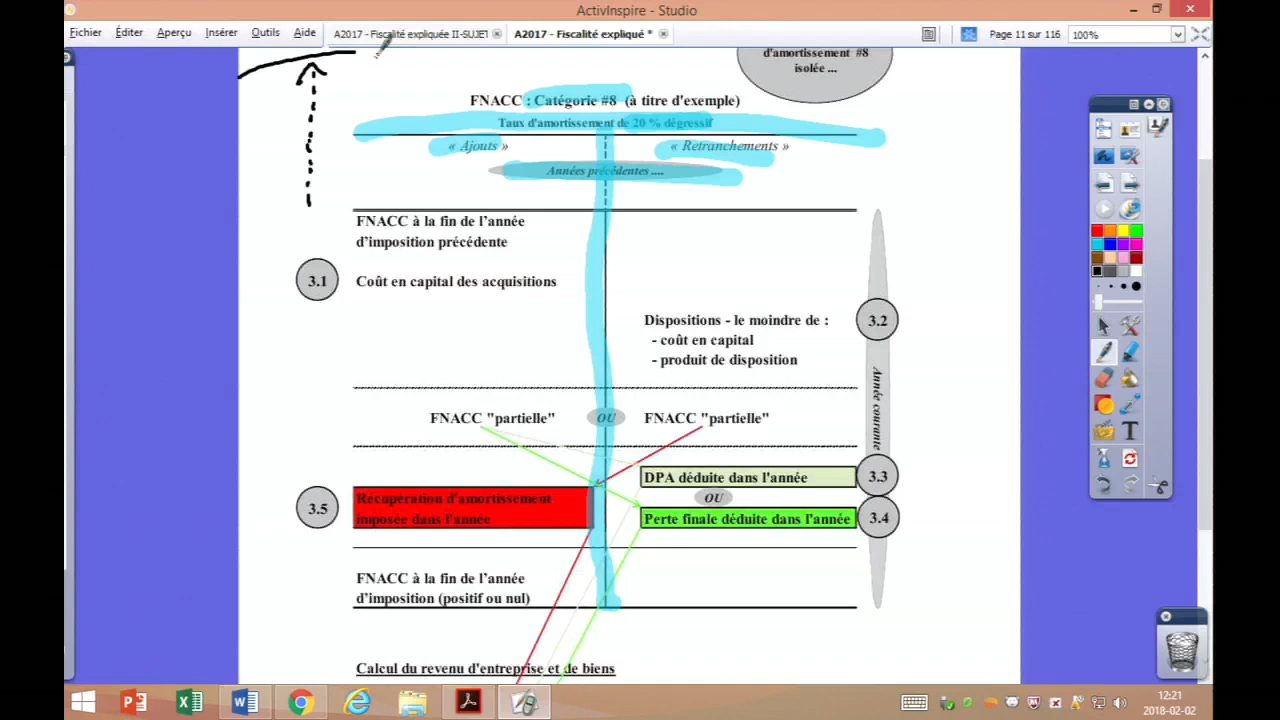 ActivInspire - Studio
Fichier Éditer Aperçu Insérer Outils Aide
A2017 - Fiscalité expliquée II-SUJET
A2017 - Fiscalité expliqué *
Page 11 sur 116
100%
d'amortissement #8
isolée ...
FNACC : Catégorie #8 (à titre d'exemple)
Taux d'amortissement de 20 % dégressif
« Ajouts »
« Retranchements »
Années précédentes ....
FNACC à la fin de l'année
d'imposition précédente
3.1
Coût en capital des acquisitions
Dispositions - le moindre de :
- coût en capital
- produit de disposition
3.2
Année courante
FNACC "partielle"
OU
FNACC "partielle"
DPA déduite dans l'année
3.3
OU
3.5
Récupération d'amortissement
imposée dans l'année
Perte finale déduite dans l'année
3.4
FNACC à la fin de l'année
d'imposition (positif ou nul)
Calcul du revenu d'entreprise et de biens
12:21
2018-02-02